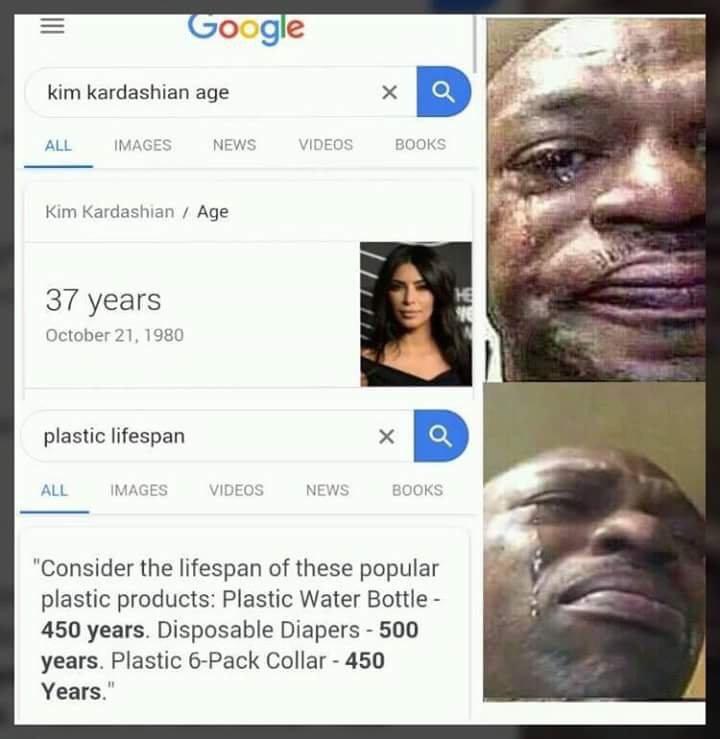 Google
kim kardashian age
ALL IMAGES NEWS VIDEOS BOOKS
Kim Kardashian / Age
37 years
October 21, 1980
plastic lifespan
ALL IMAGES VIDEOS NEWS BOOKS
"Consider the lifespan of these popular
plastic products: Plastic Water Bottle -
450 years. Disposable Diapers - 500
years. Plastic 6-Pack Collar - 450
Years."